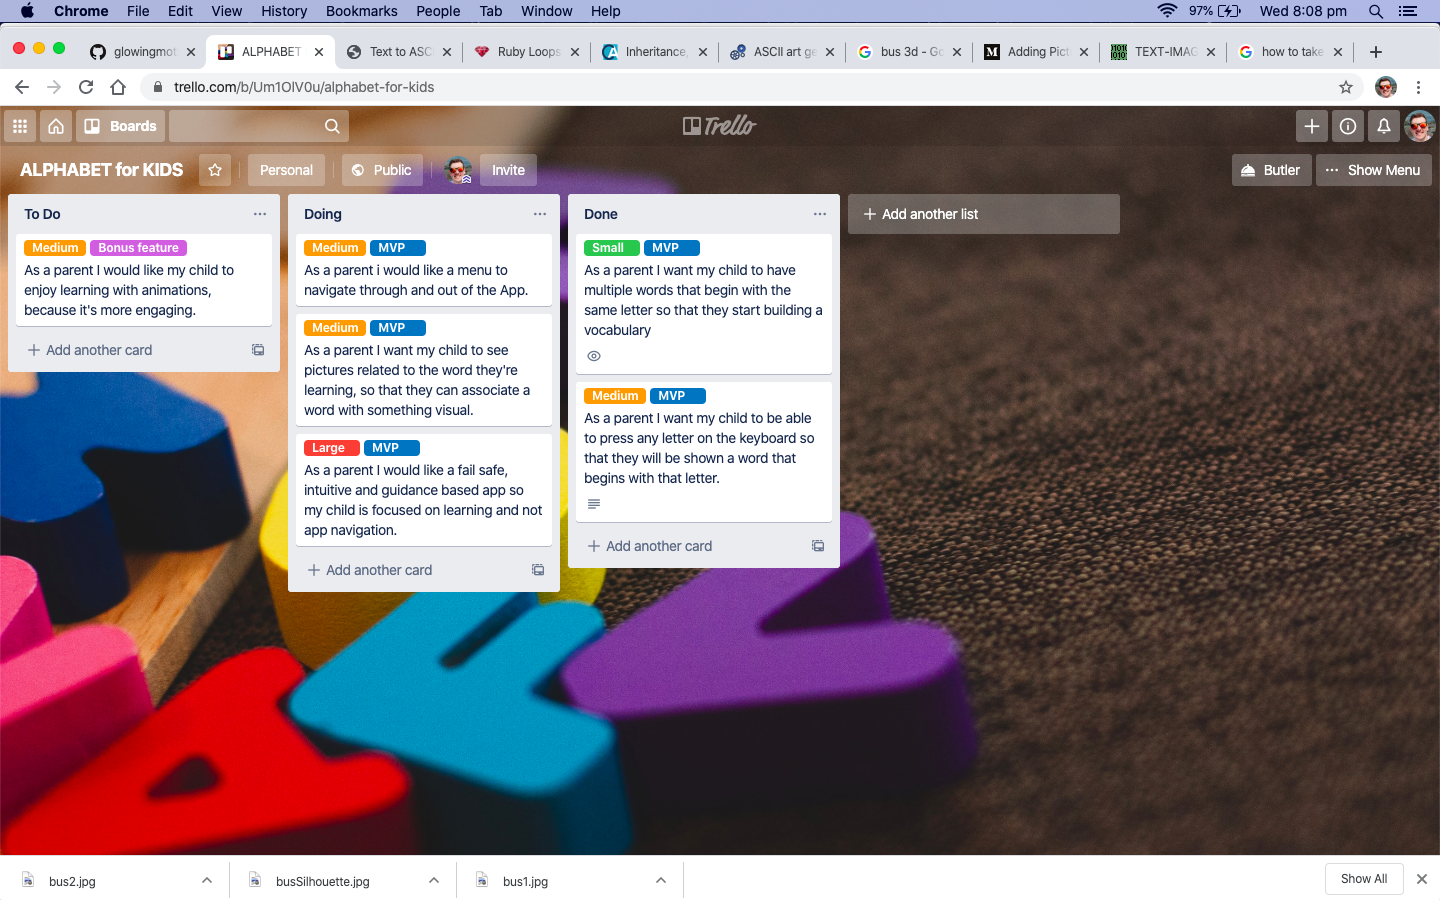 Chrome File Edit View History Bookmarks People Tab Window Help 97% Wed 8:08 pm
glowingmot ALPHABET Text to ASC Ruby Loops Inheritance, ASCII art ge bus 3d - Go Adding Pict TEXT-IMAG how to take
trello.com/b/Um1OlV0u/alphabet-for-kids
Boards Trello
ALPHABET for KIDS Personal Public Invite Butler Show Menu
To Do
Medium Bonus feature
As a parent I would like my child to
enjoy learning with animations,
because it's more engaging.
Add another card
Doing
Medium MVP
As a parent i would like a menu to
navigate through and out of the App.
Medium MVP
As a parent I want my child to see
pictures related to the word they're
learning, so that they can associate a
word with something visual.
Large MVP
As a parent I would like a fail safe,
intuitive and guidance based app so
my child is focused on learning and not
app navigation.
Add another card
Done
Small MVP
As a parent I want my child to have
multiple words that begin with the
same letter so that they start building a
vocabulary
Medium MVP
As a parent I want my child to be able
to press any letter on the keyboard so
that they will be shown a word that
begins with that letter.
Add another card
Add another list
bus2.jpg busSilhouette.jpg bus1.jpg Show All